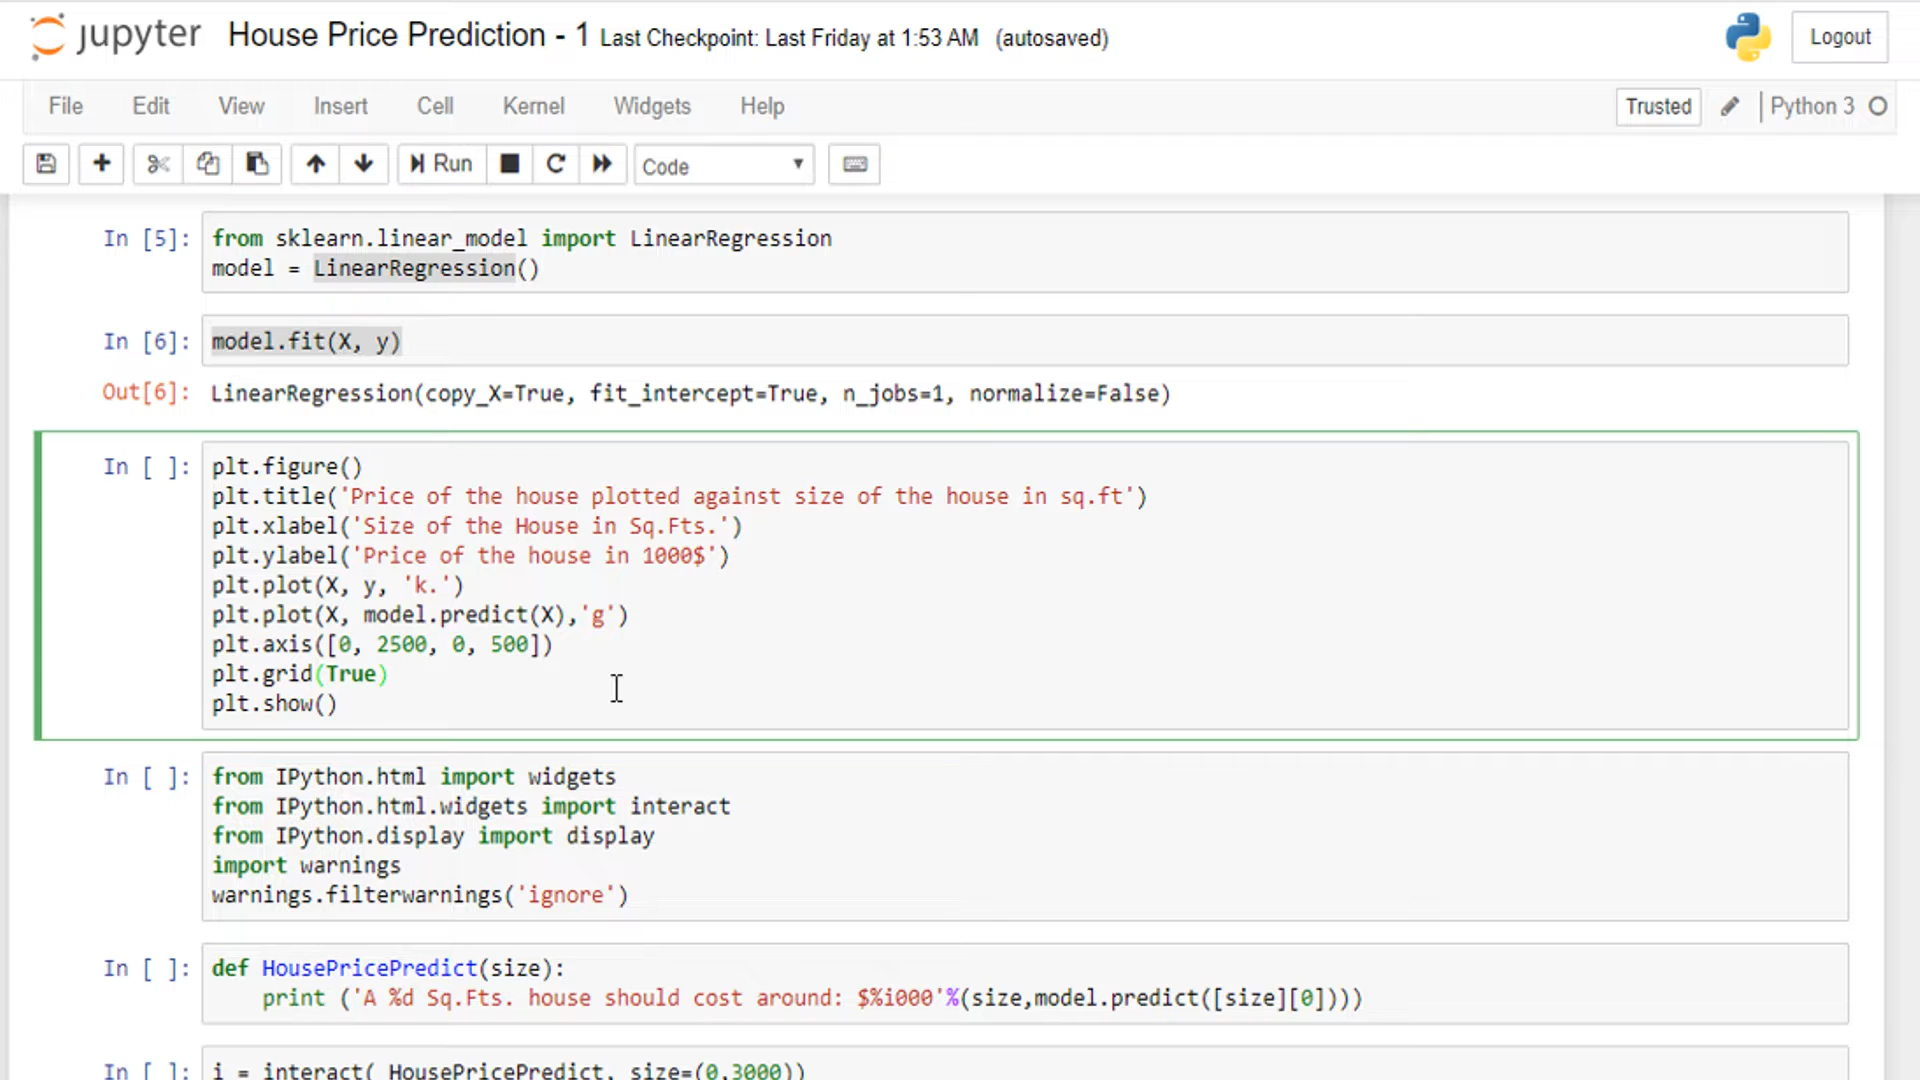 jupyter House Price Prediction - 1 Last Checkpoint: Last Friday at 1:53 AM (autosaved) Logout
File Edit View Insert Cell Kernel Widgets Help Trusted Python 3
Run Code
In [5]: from sklearn.linear_model import LinearRegression
model = LinearRegression()
In [6]: model.fit(X, y)
Out[6]: LinearRegression(copy_X=True, fit_intercept=True, n_jobs=1, normalize=False)
In [ ]: plt.figure()
plt.title('Price of the house plotted against size of the house in sq.ft')
plt.xlabel('Size of the House in Sq.Fts.')
plt.ylabel('Price of the house in 1000$')
plt.plot(X, y, 'k.')
plt.plot(X, model.predict(X),'g')
plt.axis([0, 2500, 0, 500])
plt.grid(True)
plt.show()
In [ ]: from IPython.html import widgets
from IPython.html.widgets import interact
from IPython.display import display
import warnings
warnings.filterwarnings('ignore')
In [ ]: def HousePricePredict(size):
    print ('A %d Sq.Fts. house should cost around: $%i000'%(size,model.predict([size][0])))
In [ ]: i = interact( HousePricePredict, size=(0,3000))